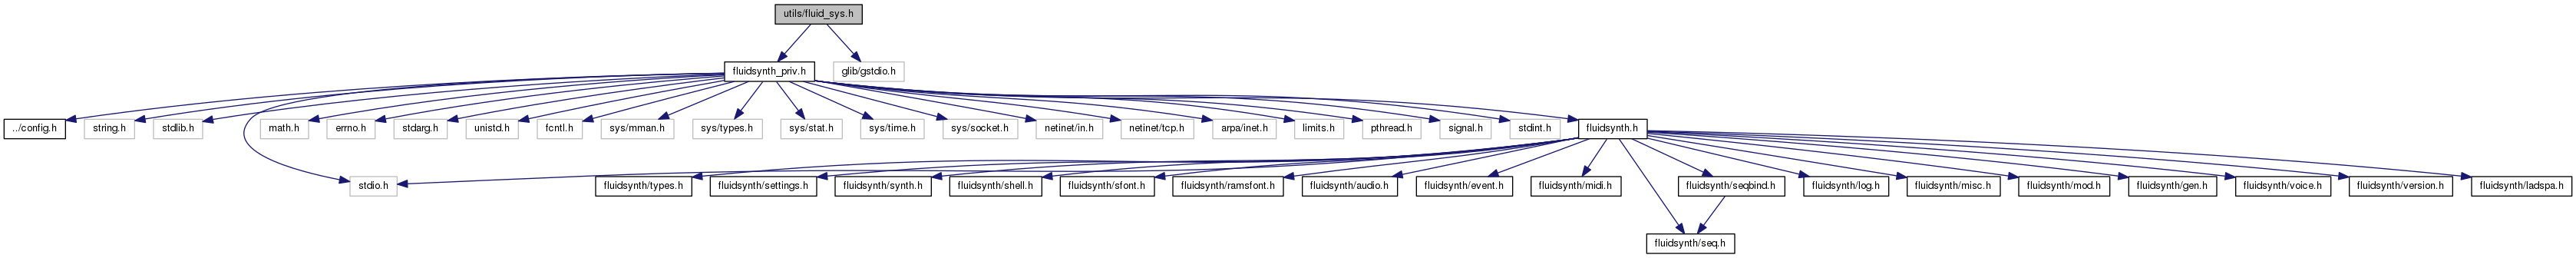 utils/fluid_sys.h
fluidsynth_priv.h
glib/gstdio.h
.../config.h
string.h
stdlib.h
math.h
errno.h
stdarg.h
unistd.h
fcntl.h
sys/mman.h
sys/types.h
sys/stat.h
sys/time.h
sys/socket.h
netinet/in.h
netinet/tcp.h
arpa/inet.h
limits.h
pthread.h
signal.h
stdint.h
fluidsynth.h
stdio.h
fluidsynth/types.h
fluidsynth/settings.h
fluidsynth/synth.h
fluidsynth/shell.h
fluidsynth/sfont.h
fluidsynth/ramsfont.h
fluidsynth/audio.h
fluidsynth/event.h
fluidsynth/midi.h
fluidsynth/seqbind.h
fluidsynth/log.h
fluidsynth/misc.h
fluidsynth/mod.h
fluidsynth/gen.h
fluidsynth/voice.h
fluidsynth/version.h
fluidsynth/ladspa.h
fluidsynth/seq.h